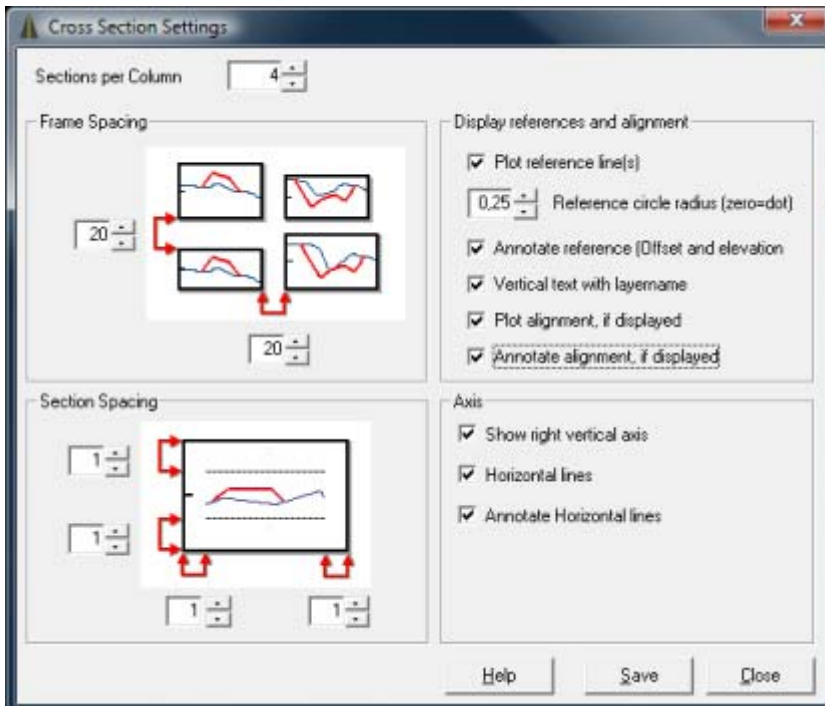 Cross Section Settings
Sections per Column 4
Frame Spacing
20
20
Display references and alignment
Plot reference line(s)
0,25 Reference circle radius (zero=dot)
Annotate reference (Offset and elevation
Vertical text with layername
Plot alignment, if displayed
Annotate alignment, if displayed
Section Spacing
1
1
1 1
Axis
Show right vertical axis
Horizontal lines
Annotate Horizontal lines
Help Save Close